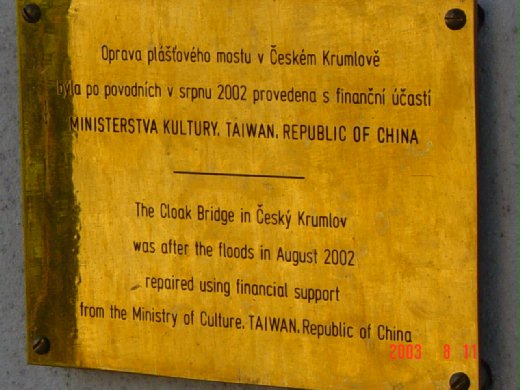 Oprava plášťového mostu v Českém Krumlově
byla po povodních v srpnu 2002 provedena s finanční účastí
MINISTERSTVA KULTURY, TAIWAN, REPUBLIC OF CHINA
The Cloak Bridge in Český Krumlov
was after the floods in August 2002
repaired using financial support
from the Ministry of Culture, TAIWAN, Republic of China
2003 8 11